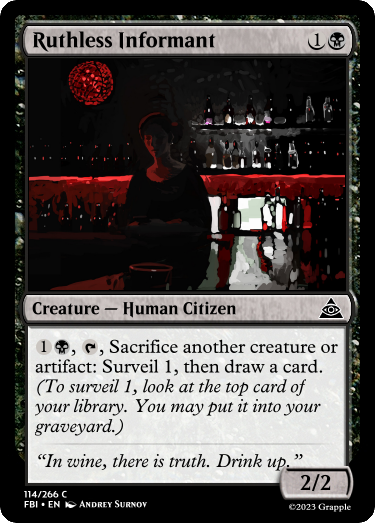 Ruthless Informant 1
Creature — Human Citizen
1, , Sacrifice another creature or
artifact: Surveil 1, then draw a card.
(To surveil 1, look at the top card of
your library. You may put it into your
graveyard.)
“In wine, there is truth. Drink up.”
2/2
114/266 C
FBI • EN Andrey Surnov
©2023 Grapple